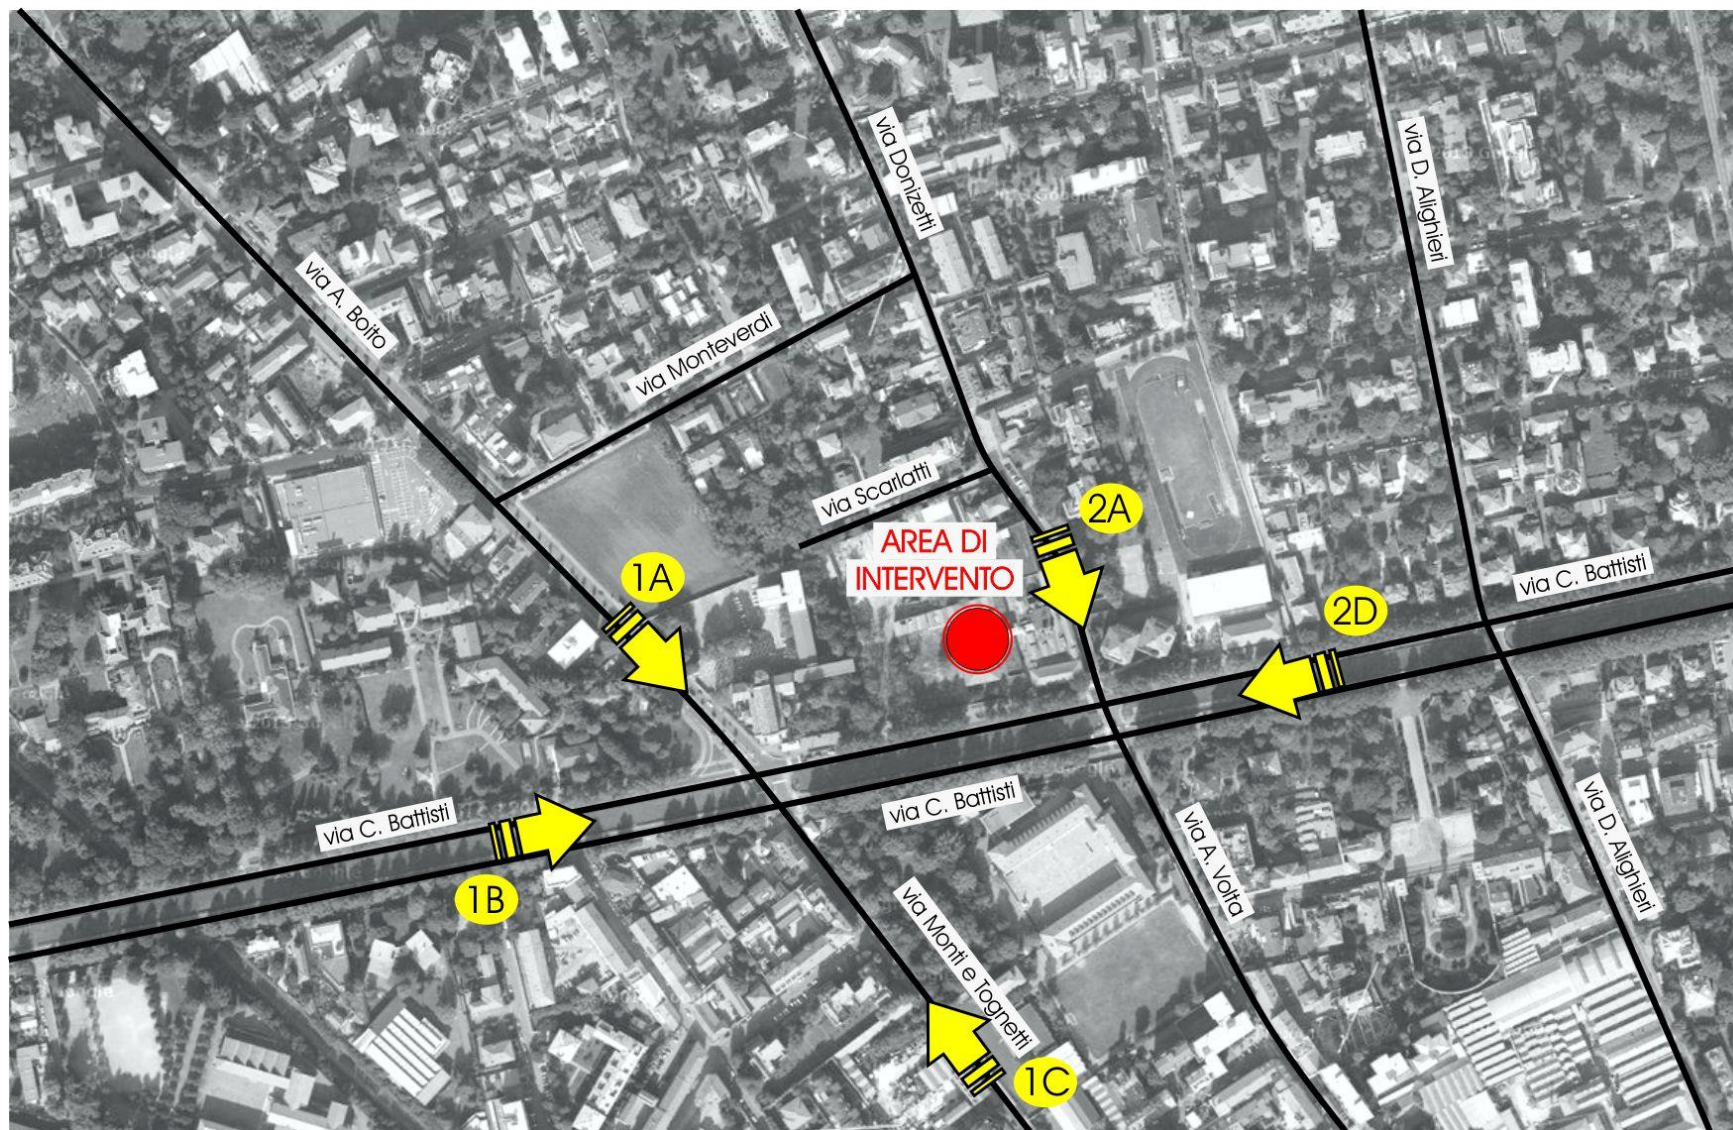 via Donizetti
via D. Alighieri
via A. Boito
via Monteverdi
via Scarlatti
2A
AREA DI
INTERVENTO
1A
via C. Battisti
2D
via C. Battisti
via C. Battisti
1B
via A. Volta
via D. Alighieri
via Monti e Tognetti
1C